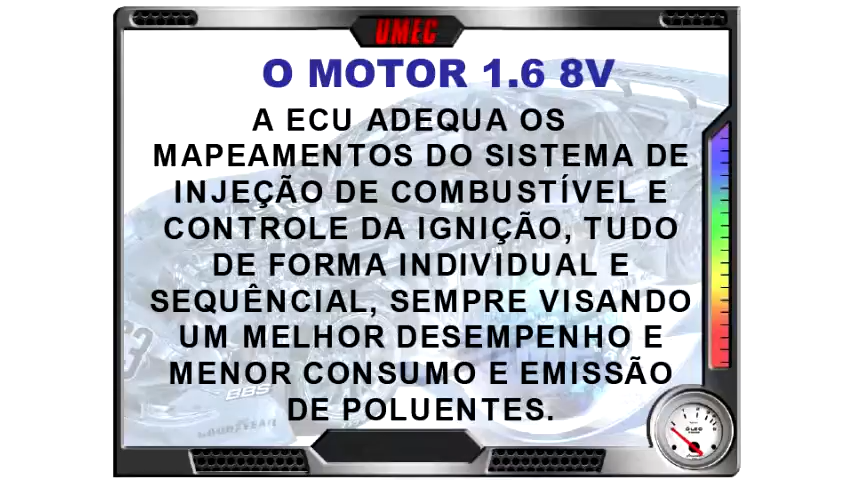 UMEC
O MOTOR 1.6 8V
A ECU ADEQUA OS
MAPEAMENTOS DO SISTEMA DE
INJEÇÃO DE COMBUSTÍVEL E
CONTROLE DA IGNIÇÃO, TUDO
DE FORMA INDIVIDUAL E
SEQUÊNCIAL, SEMPRE VISANDO
UM MELHOR DESEMPENHO E
MENOR CONSUMO E EMISSÃO
DE POLUENTES.
BBS